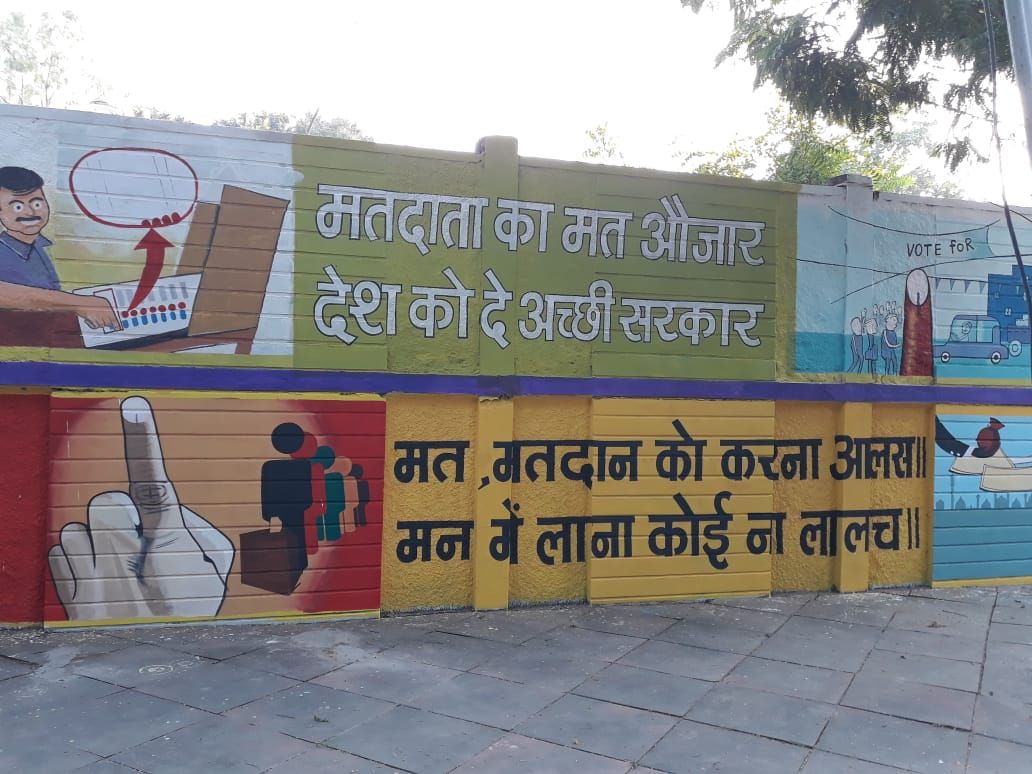 मतदाता का मत औजार
देश को दे अच्छी सरकार
VOTE FOR
मत ,मतदान को करना आलस॥
मन में लाना कोई ना लालच॥